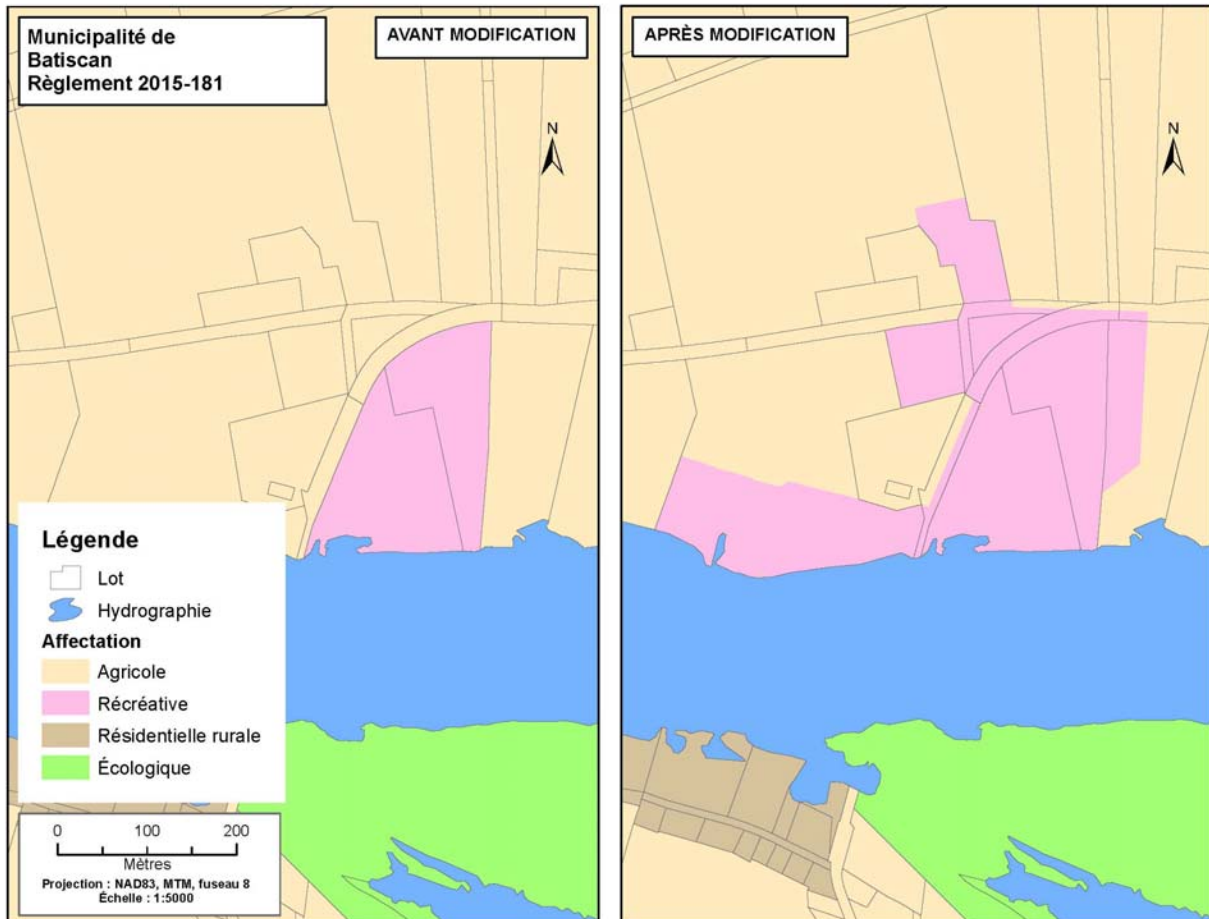 Municipalité de
Batiscan
Règlement 2015-181
AVANT MODIFICATION
N
Légende
Lot
Hydrographie
Affectation
Agricole
Récréative
Résidentielle rurale
Écologique
0 100 200
Mètres
Projection : NAD83, MTM, fuseau 8
Échelle : 1:5000
APRÈS MODIFICATION
N